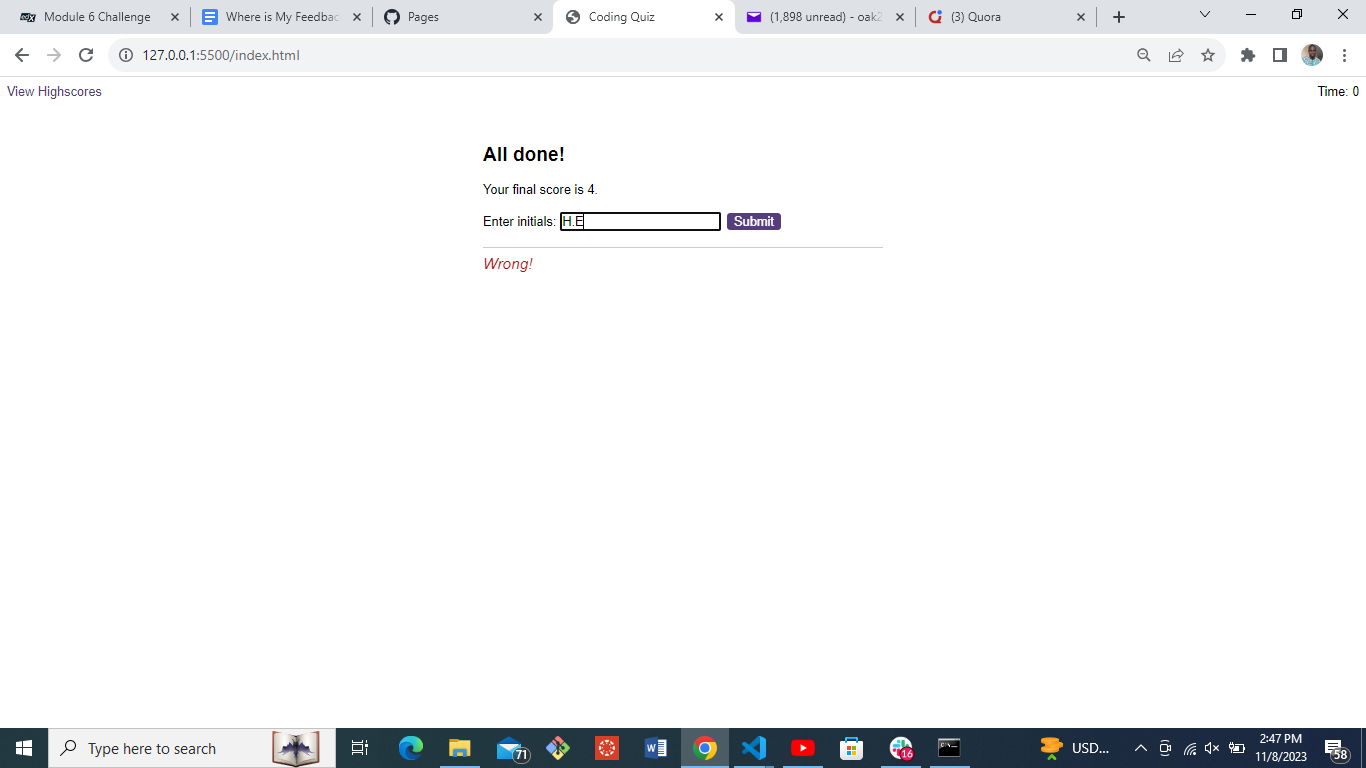 Module 6 Challenge
Where is My Feedbac
Pages
Coding Quiz
(1,898 unread) - oak2
(3) Quora
127.0.0.1:5500/index.html
View Highscores
Time: 0
All done!
Your final score is 4.
Enter initials: H.E Submit
Wrong!
Type here to search
71
16
USD...
2:47 PM
11/8/2023
58